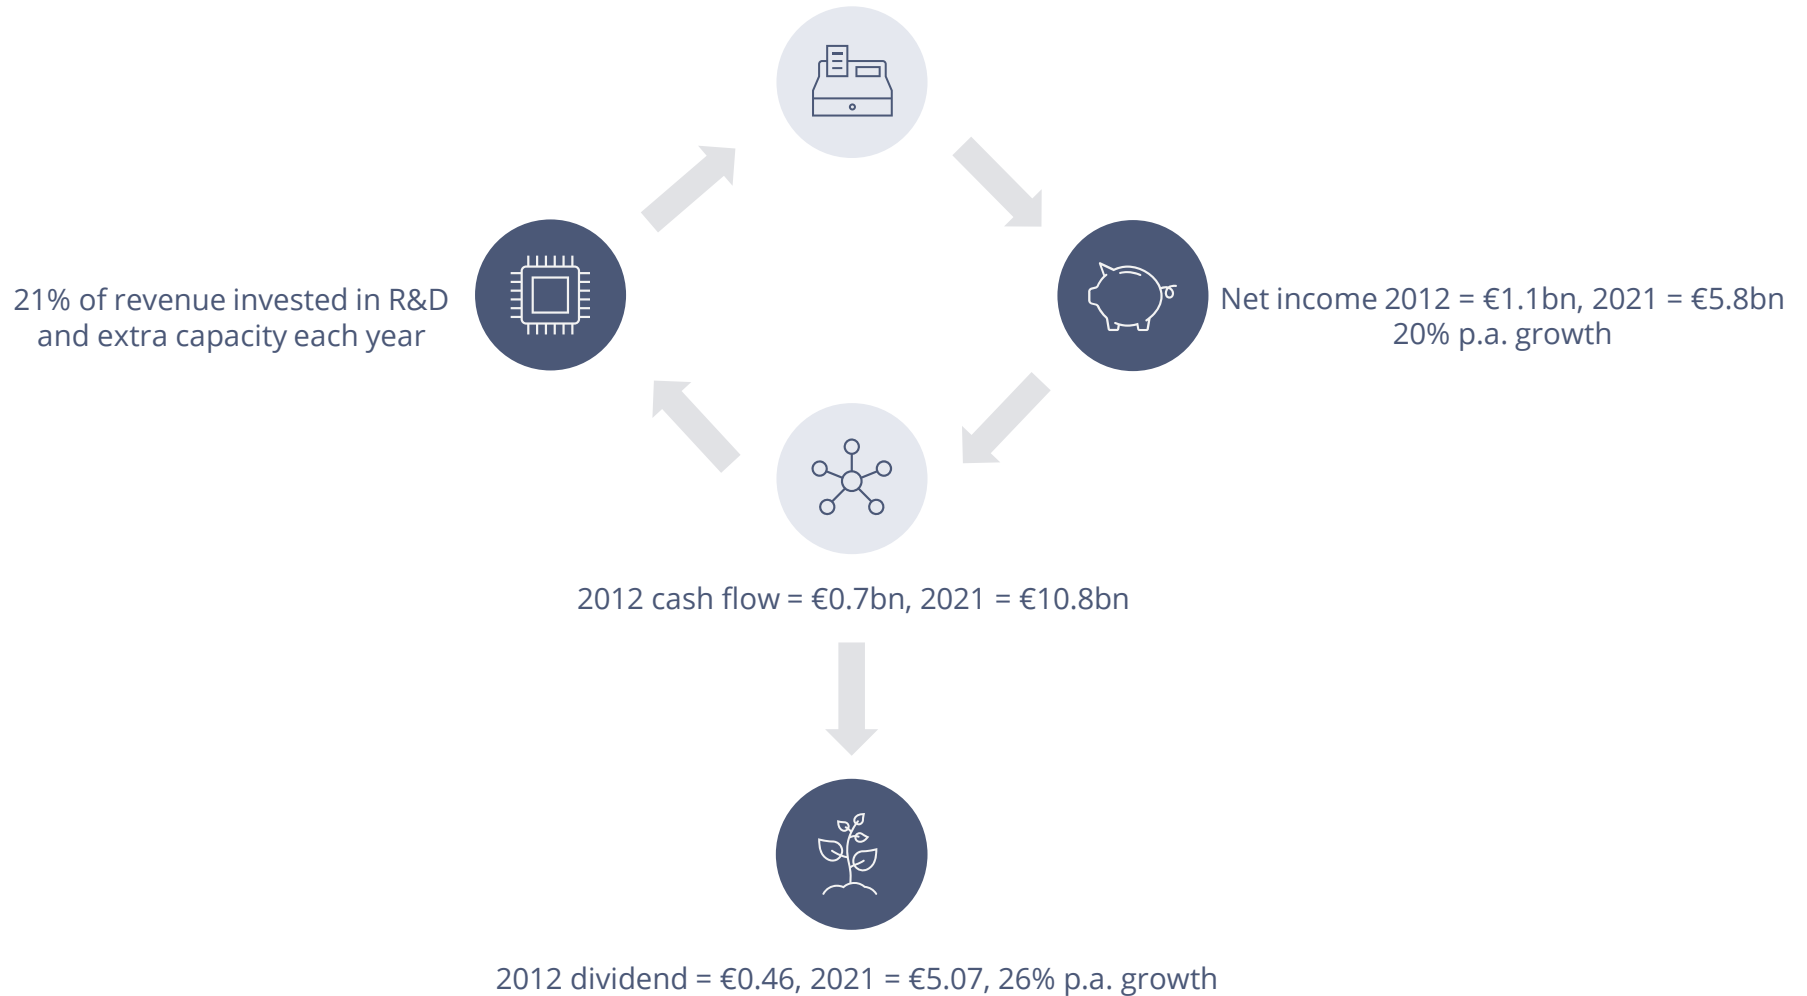 21% of revenue invested in R&D
and extra capacity each year
Net income 2012 = €1.1bn, 2021 = €5.8bn
20% p.a. growth
2012 cash flow = €0.7bn, 2021 = €10.8bn
2012 dividend = €0.46, 2021 = €5.07, 26% p.a. growth